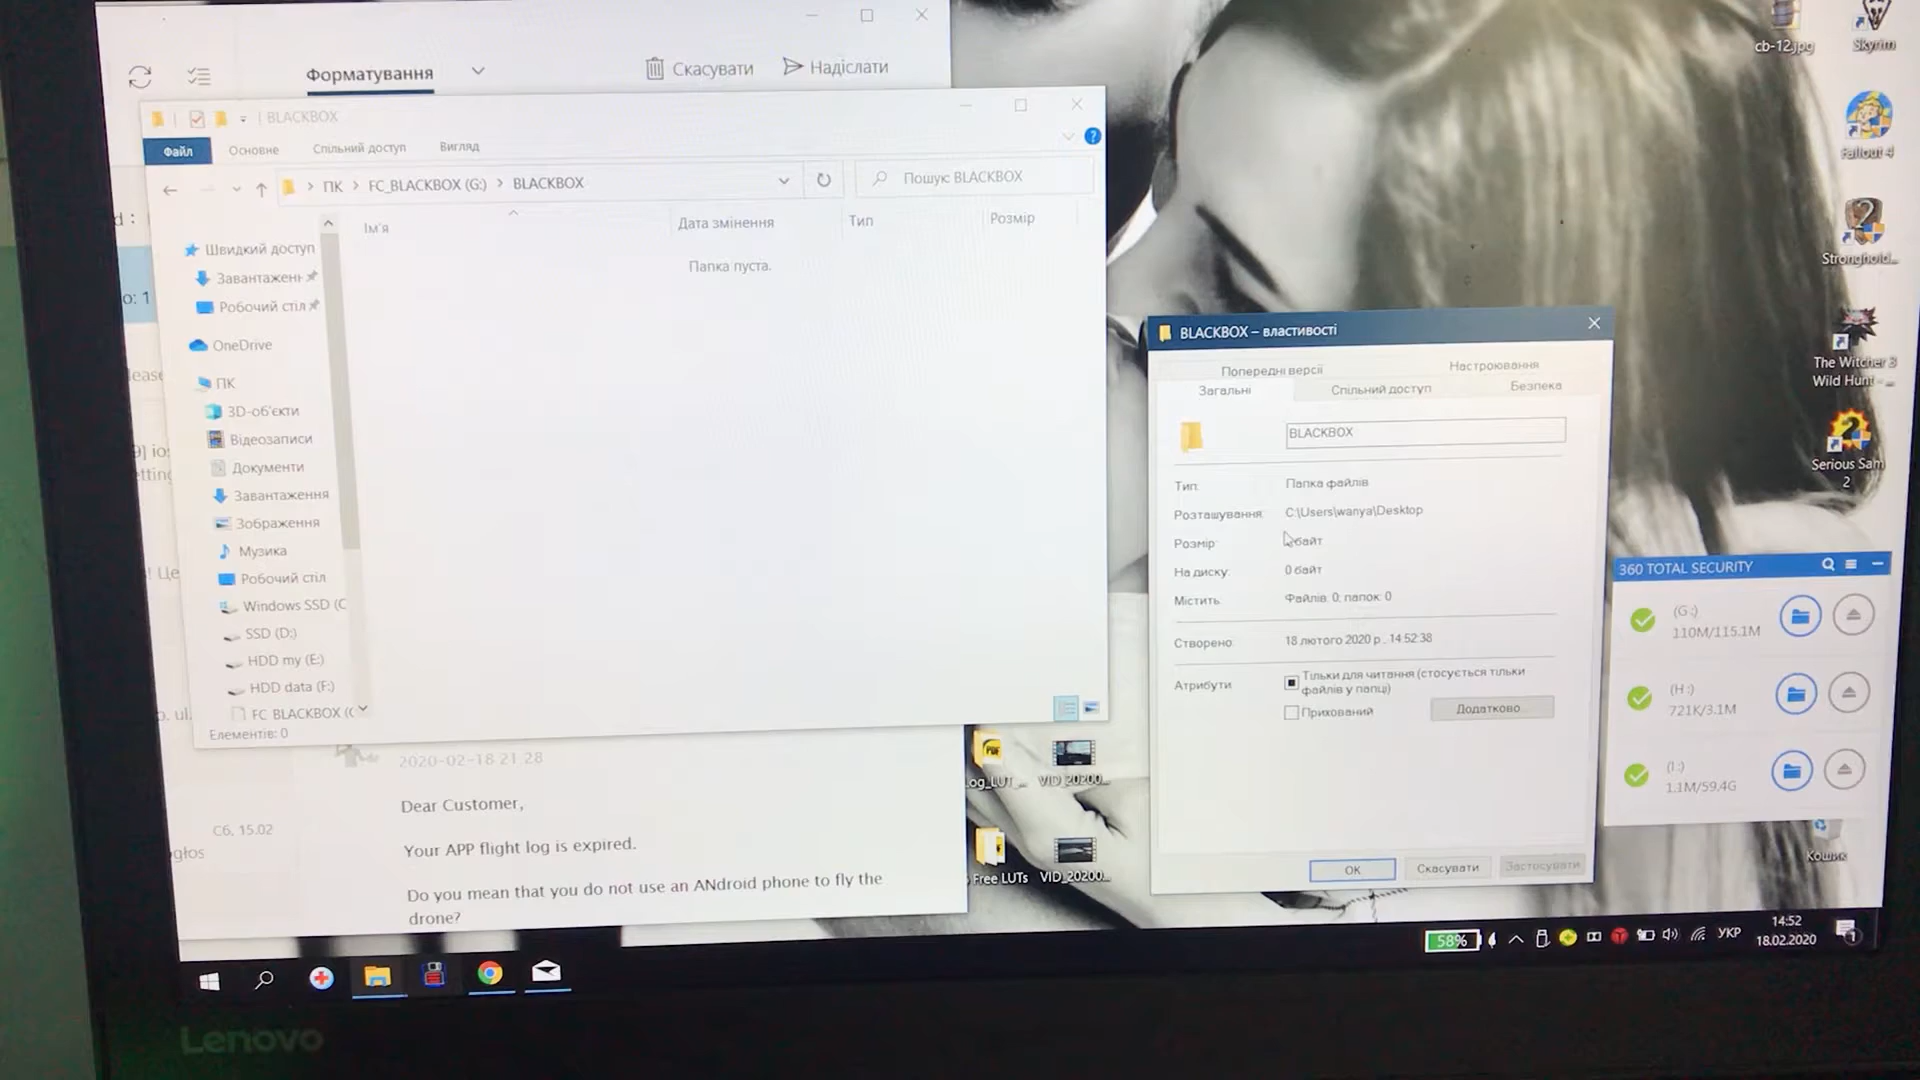 Форматування
Скасувати
Надіслати
BLACKBOX
Файл
Основне
Спільний доступ
Вигляд
ПК
FC_BLACKBOX (G:)
BLACKBOX
Пошук: BLACKBOX
Ім'я
Дата змінення
Тип
Розмір
Папка пуста.
Швидкий доступ
Завантажені
Робочий стіл
OneDrive
ПК
3D-об'єкти
Відеозаписи
Документи
Завантаження
Зображення
Музика
Робочий стіл
Windows SSD (C
SSD (D:)
HDD my (E:)
HDD data (F:)
FC BLACKBOX (
Елементів: 0
2020-02-18 21:28
Dear Customer,
Your APP flight log is expired.
Do you mean that you do not use an ANdroid phone to fly the
drone?
Сб, 15.02
BLACKBOX – властивості
Попередні версії
Настроювання
Загальні
Спільний доступ
Безпека
BLACKBOX
Тип:
Папка файлів
Розташування:
C:\Users\wanya\Desktop
Розмір:
байт
На диску:
0 байт
Містить:
Файлів: 0; папок: 0
Створено:
18 лютого 2020 р., 14:52:38
Атрибути:
Тільки для читання (стосується тільки
файлів у папці)
Прихований
Додатково...
OK
Скасувати
Застосувати
360 TOTAL SECURITY
(G:)
110M/115.1M
(H:)
721K/3.1M
(I:)
1.1M/59.4G
cb-12.jpg
Skyrim
Fallout 4
Stronghold...
The Witcher 3
Wild Hunt - ...
Serious Sam
2
Кошик
Log_LUT_...
VID_20200...
Free LUTs
VID_20200...
58%
УКР
14:52
18.02.2020
1
Lenovo